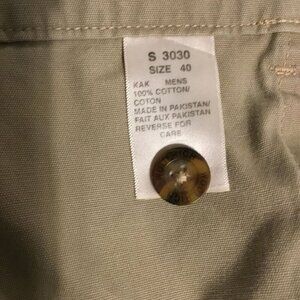 S 3030
SIZE 40
KAK MENS
100% COTTON/
COTON
MADE IN PAKISTAN/
FAIT AUX PAKISTAN
REVERSE FOR
CARE